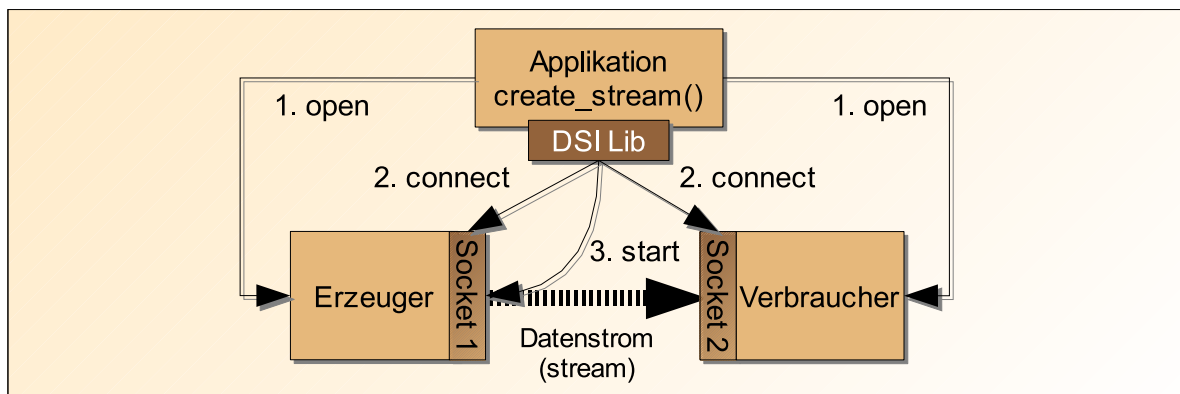 Applikation
create_stream()
1. open
1. open
DSI Lib
2. connect
2. connect
Erzeuger
Socket 1
3. start
Socket 2
Verbraucher
Datenstrom
(stream)